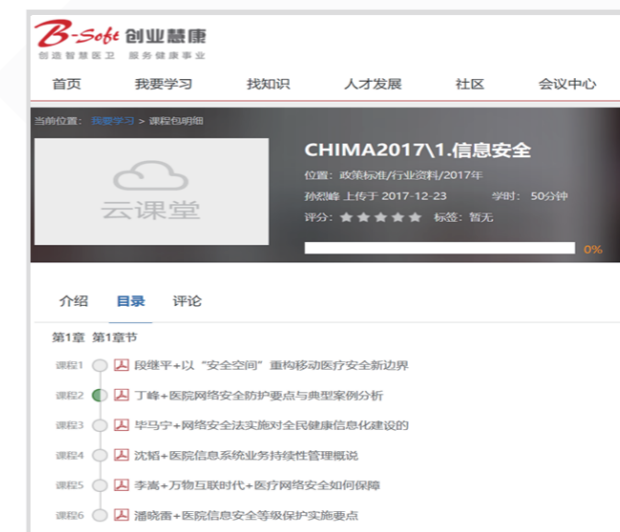 B-Soft 创业慧康
创造智慧医卫 服务健康事业
首页 我要学习 找知识 人才发展 社区 会议中心
当前位置: 我要学习 > 课程包明细
云课堂
CHIMA2017\1.信息安全
位置: 政策标准/行业资料/2017年
孙烈峰 上传于 2017-12-23 学时: 50分钟
评分: 标签: 暂无
0%
介绍 目录 评论
第1章 第1章节
课程1 段继平+以“安全空间”重构移动医疗安全新边界
课程2 丁峰+医院网络安全防护要点与典型案例分析
课程3 毕马宁+网络安全法实施对全民健康信息化建设的
课程4 沈韬+医院信息系统业务持续性管理概说
课程5 李嵩+万物互联时代+医疗网络安全如何保障
课程6 潘晓雷+医院信息安全等级保护实施要点